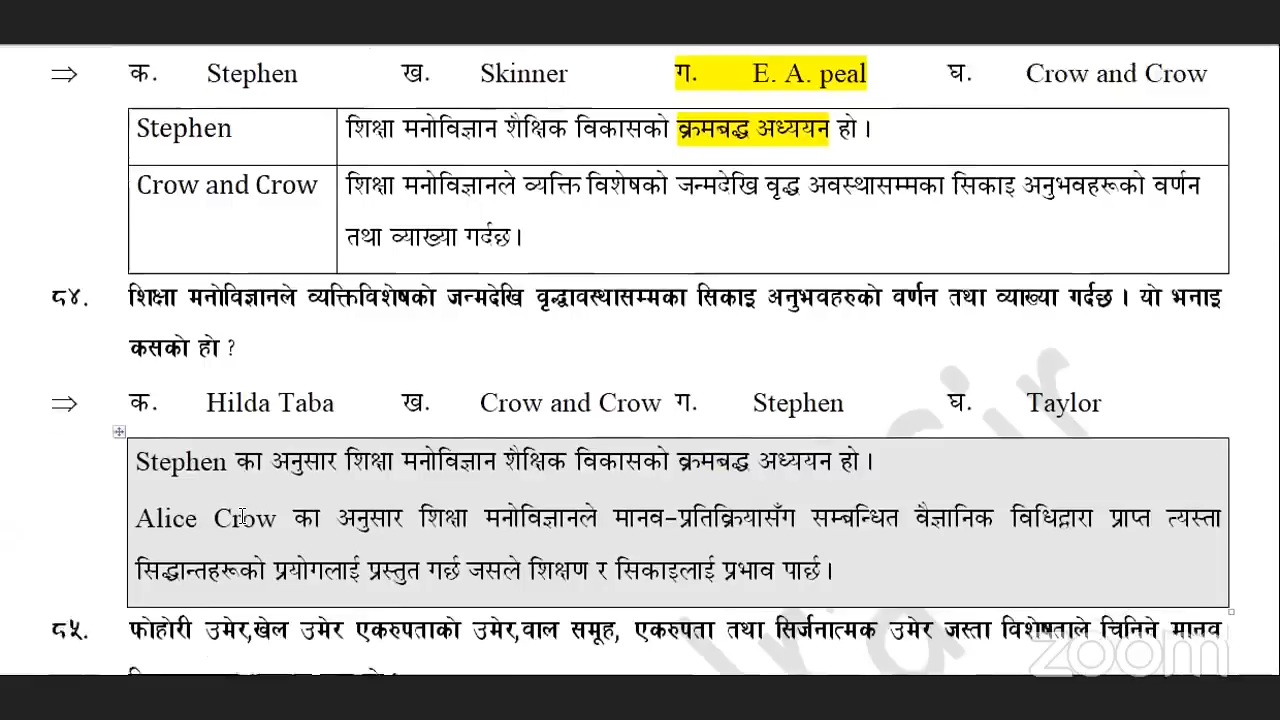 ⇒ क. Stephen ख. Skinner ग. E. A. peal घ. Crow and Crow
Stephen शिक्षा मनोविज्ञान शैक्षिक विकासको क्रमबद्ध अध्ययन हो ।
Crow and Crow शिक्षा मनोविज्ञानले व्यक्ति विशेषको जन्मदेखि वृद्ध अवस्थासम्मका सिकाइ अनुभवहरूको वर्णन
तथा व्याख्या गर्दछ ।
८४. शिक्षा मनोविज्ञानले व्यक्तिविशेषको जन्मदेखि वृद्धावस्थासम्मका सिकाइ अनुभवहरुको वर्णन तथा व्याख्या गर्दछ । यो भनाइ
कसको हो ?
⇒ क. Hilda Taba ख. Crow and Crow ग. Stephen घ. Taylor
Stephen का अनुसार शिक्षा मनोविज्ञान शैक्षिक विकासको क्रमबद्ध अध्ययन हो ।
Alice Crow का अनुसार शिक्षा मनोविज्ञानले मानव-प्रतिक्रियासँग सम्बन्धित वैज्ञानिक विधिद्वारा प्राप्त त्यस्ता
सिद्धान्तहरूको प्रयोगलाई प्रस्तुत गर्छ जसले शिक्षण र सिकाइलाई प्रभाव पार्छ ।
८५. फोहोरी उमेर,खेल उमेर एकरुपताको उमेर,वाल समूह, एकरुपता तथा सिर्जनात्मक उमेर जस्ता विशेषताले चिनिने मानव
zoom